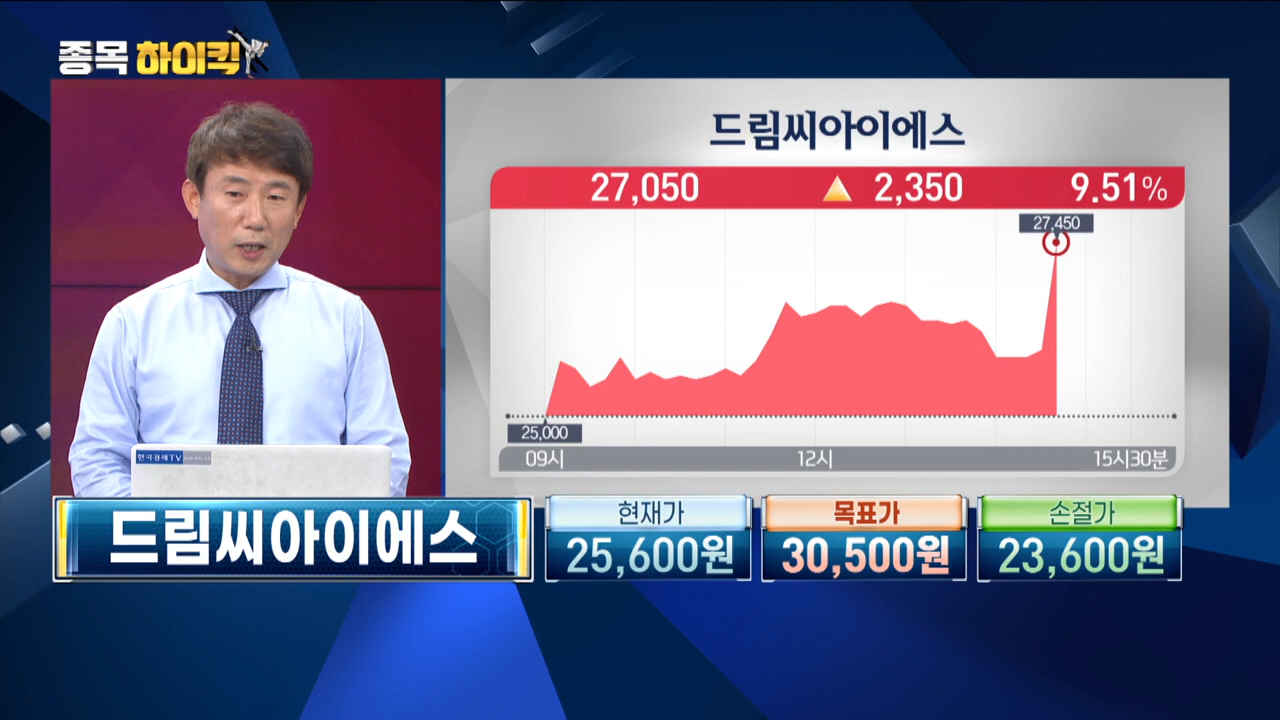 종목 하이킥
드림씨아이에스
27,050 ▲ 2,350 9.51%
27,450
25,000
09시 12시 15시30분
한국경제TV
드림씨아이에스
현재가 목표가 손절가
25,600원 30,500원 23,600원